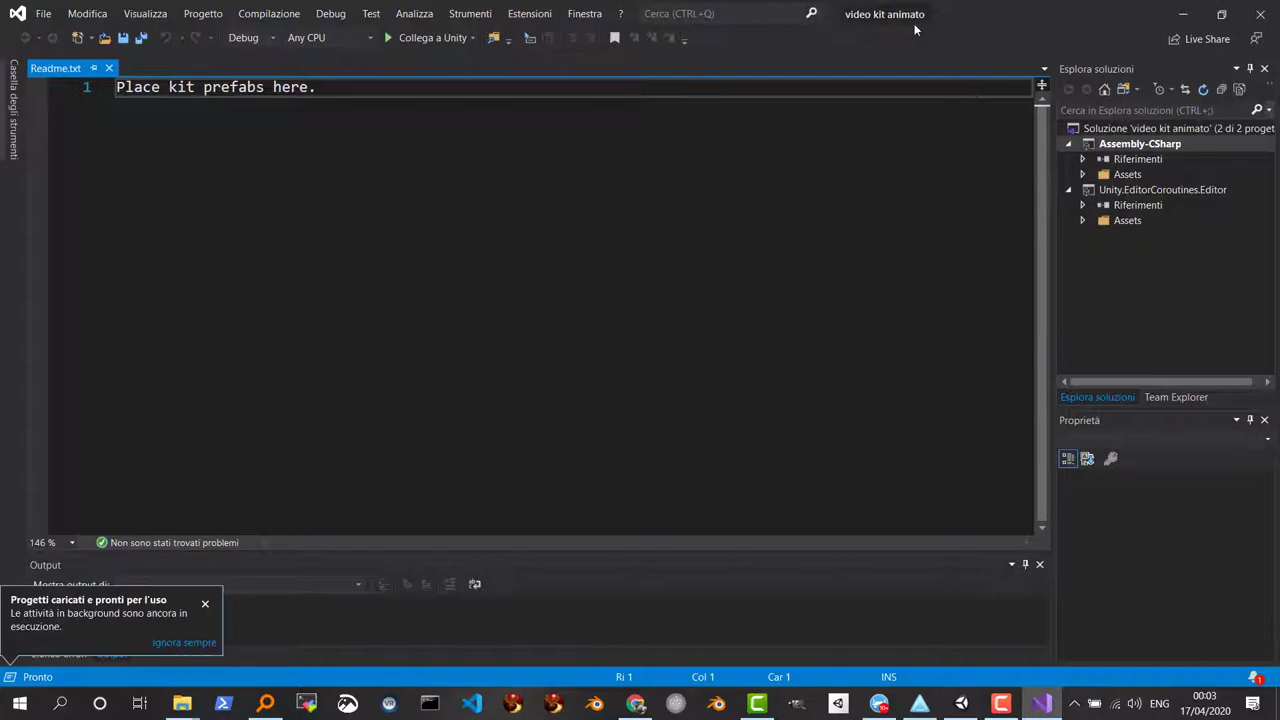 File Modifica Visualizza Progetto Compilazione Debug Test Analizza Strumenti Estensioni Finestra ? Cerca (CTRL+Q) video kit animato
Debug Any CPU Collega a Unity Live Share
Casella degli strumenti
Readme.txt
1 Place kit prefabs here.
Esplora soluzioni
Cerca in Esplora soluzioni (CTRL+;)
Soluzione 'video kit animato' (2 di 2 proget
Assembly-CSharp
Riferimenti
Assets
Unity.EditorCoroutines.Editor
Riferimenti
Assets
Esplora soluzioni Team Explorer
Proprietà
146 % Non sono stati trovati problemi
Output
Mostra output di:
Progetti caricati e pronti per l'uso
Le attività in background sono ancora in
esecuzione.
Ignora sempre
Pronto Ri 1 Col 1 Car 1 INS 1
ENG 00:03
17/04/2020